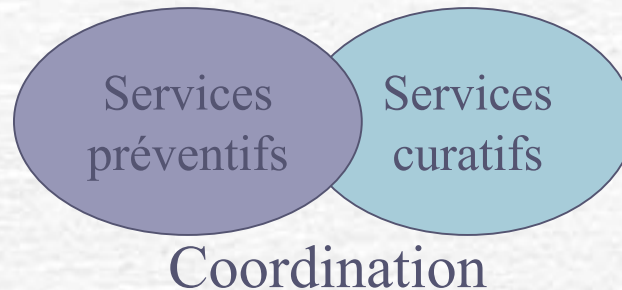 Services
préventifs
Services
curatifs
Coordination